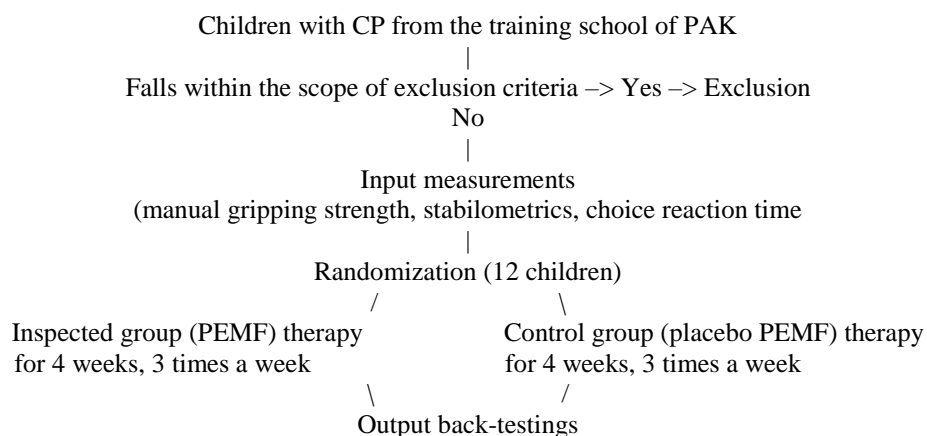 Children with CP from the training school of PAK
|
Falls within the scope of exclusion criteria –> Yes –> Exclusion
No
|
Input measurements
(manual gripping strength, stabilometrics, choice reaction time
|
Randomization (12 children)
/ \
Inspected group (PEMF) therapy Control group (placebo PEMF) therapy
for 4 weeks, 3 times a week for 4 weeks, 3 times a week
\ /
Output back-testings